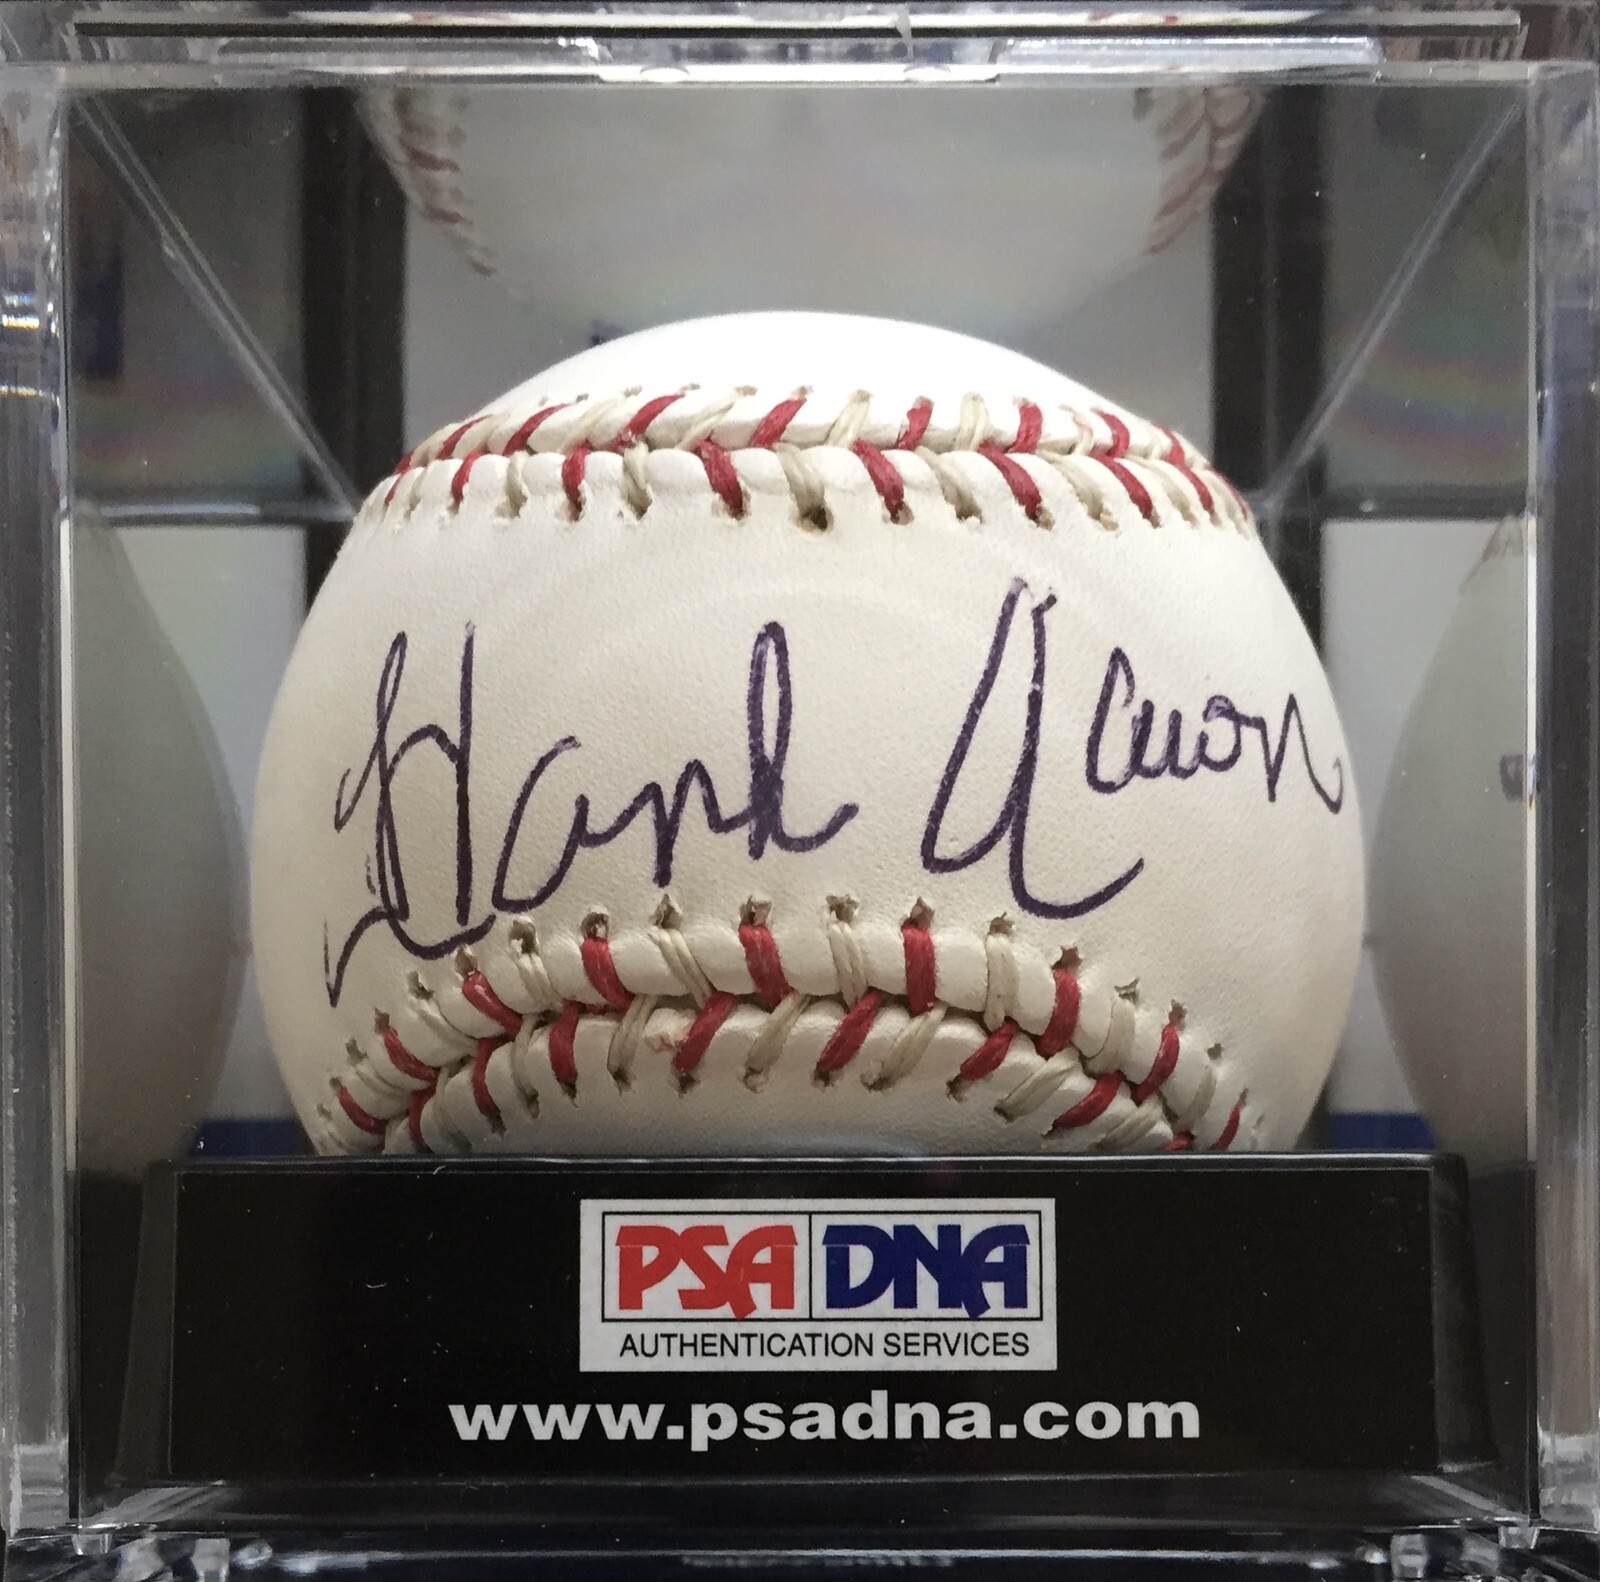 Hank Aaron
PSA DNA
AUTHENTICATION SERVICES
www.psadna.com